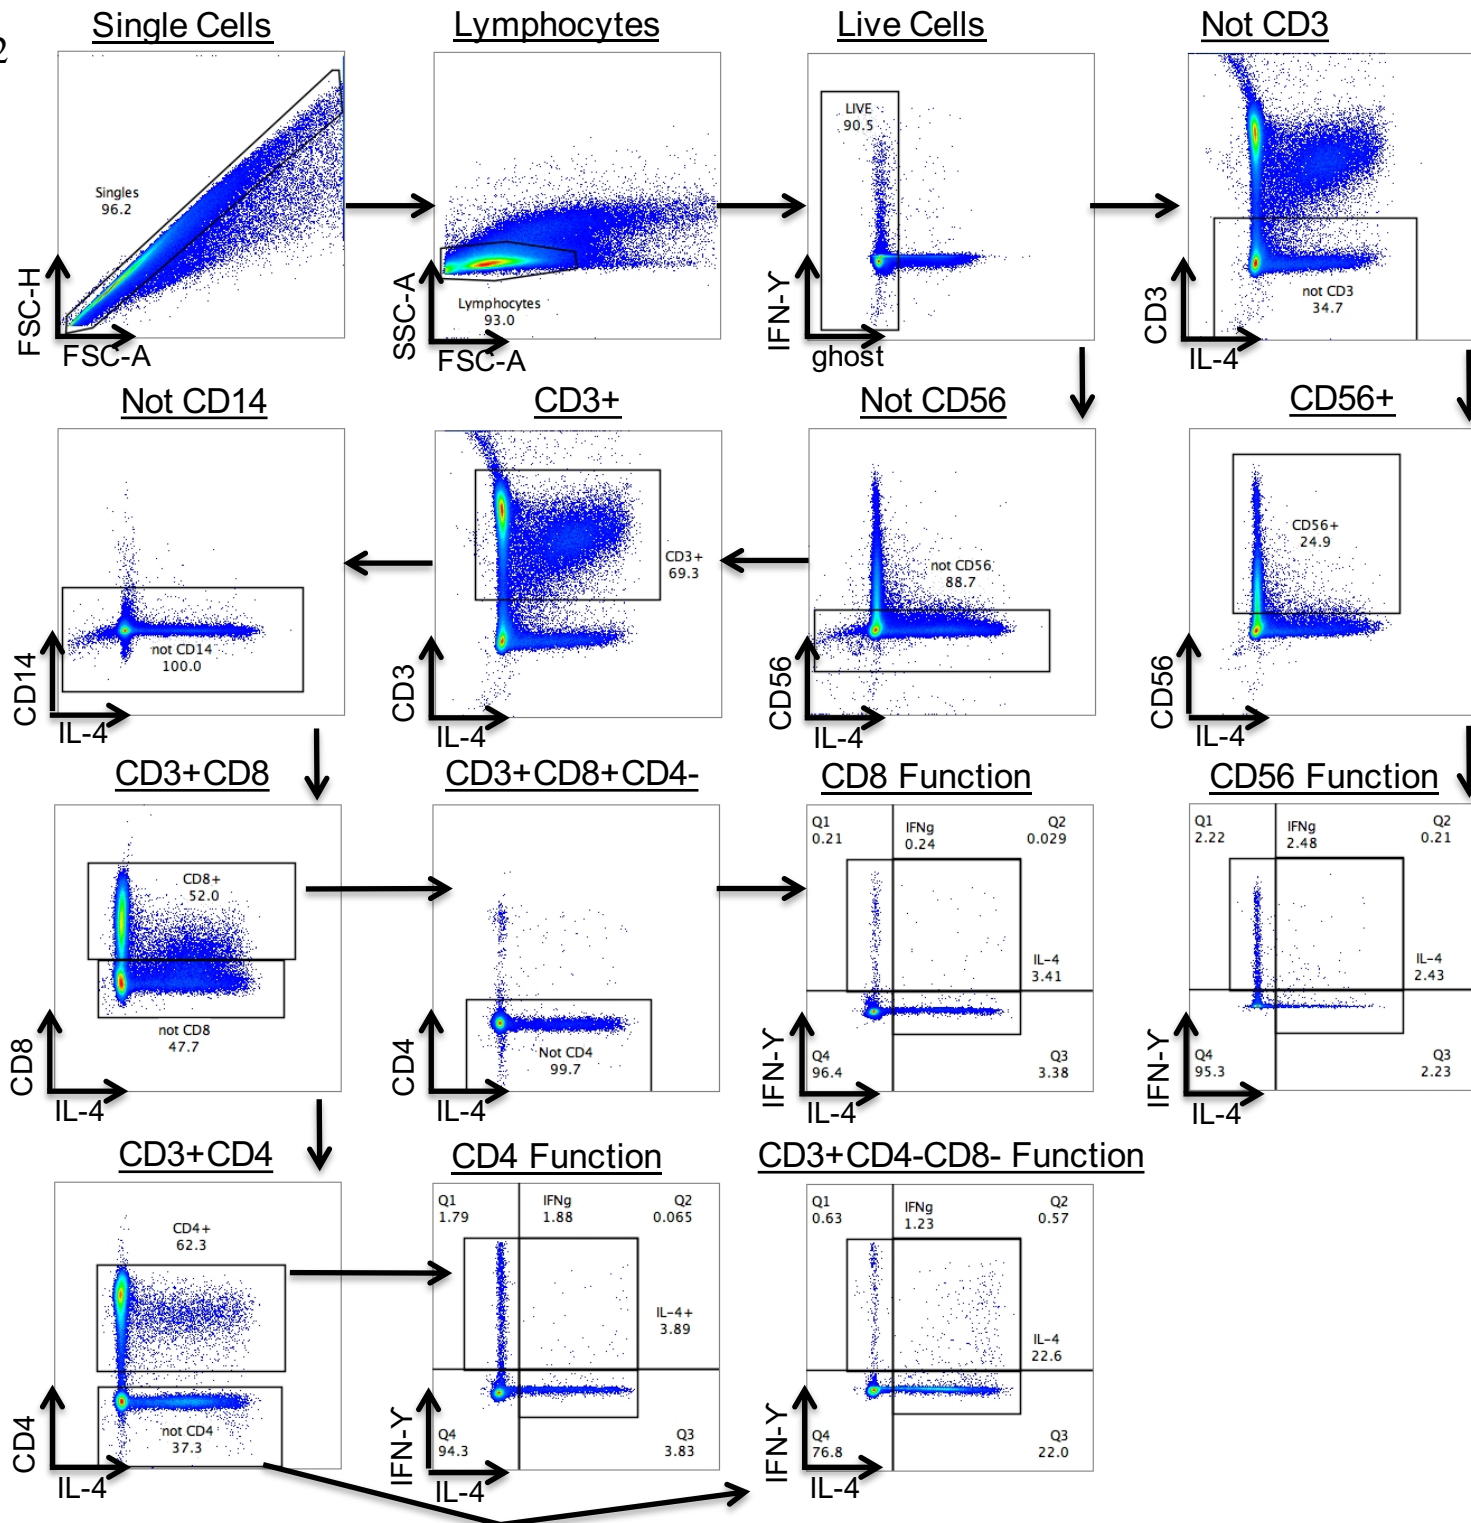 2
Single Cells
Lymphocytes
Live Cells
Not CD3
Singles
96.2
FSC-H
FSC-A
Lymphocytes
93.0
SSC-A
FSC-A
LIVE
90.5
IFN-ϒ
ghost
not CD3
34.7
CD3
IL-4
Not CD14
CD3+
Not CD56
CD56+
not CD14
100.0
CD14
IL-4
CD3+
69.3
CD3
IL-4
not CD56
88.7
CD56
IL-4
CD56+
24.9
CD56
IL-4
CD3+CD8
CD3+CD8+CD4-
CD8 Function
CD56 Function
CD8+
52.0
not CD8
47.7
CD8
IL-4
Not CD4
99.7
CD4
IL-4
Q1
0.21
IFNg
0.24
Q2
0.029
IL-4
3.41
Q4
96.4
Q3
3.38
IFN-ϒ
IL-4
Q1
2.22
IFNg
2.48
Q2
0.21
IL-4
2.43
Q4
95.3
Q3
2.23
IFN-ϒ
IL-4
CD3+CD4
CD4 Function
CD3+CD4-CD8- Function
CD4+
62.3
not CD4
37.3
CD4
IL-4
Q1
1.79
IFNg
1.88
Q2
0.065
IL-4+
3.89
Q4
94.3
Q3
3.83
IFN-ϒ
IL-4
Q1
0.63
IFNg
1.23
Q2
0.57
IL-4
22.6
Q4
76.8
Q3
22.0
IFN-ϒ
IL-4